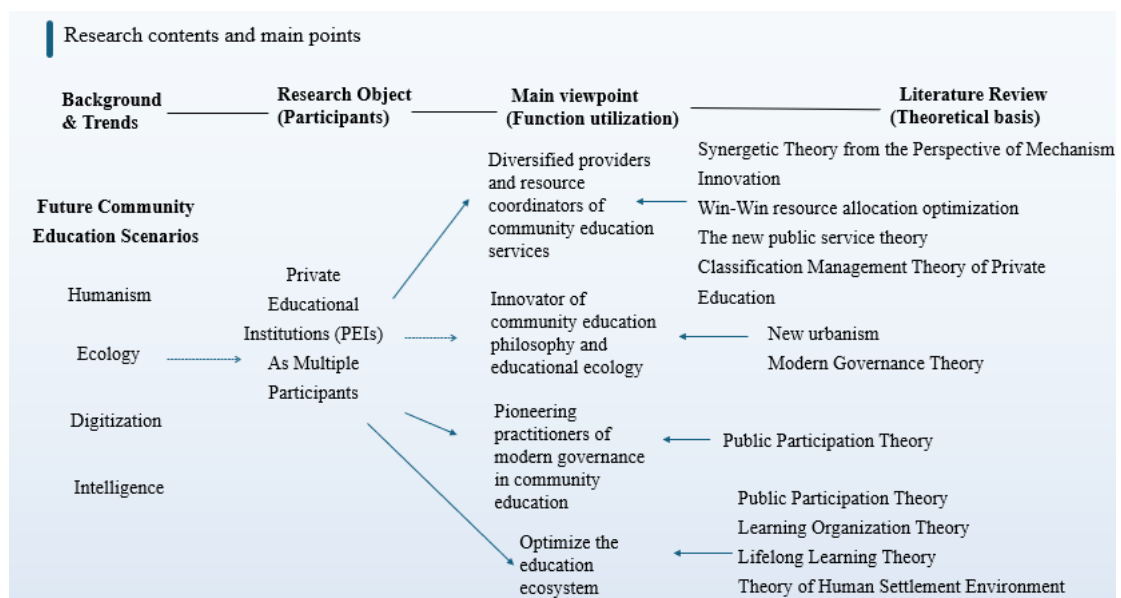 Research contents and main points
Background
& Trends
Research Object
(Participants)
Main viewpoint
(Function utilization)
Literature Review
(Theoretical basis)
Future Community
Education Scenarios
Humanism
Ecology
Digitization
Intelligence
Private
Educational
Institutions (PEIs)
As Multiple
Participants
Diversified providers
and resource
coordinators of
community education
services
Innovator of
community education
philosophy and
educational ecology
Pioneering
practitioners of
modern governance
in community
education
Optimize the
education
ecosystem
Synergetic Theory from the Perspective of Mechanism
Innovation
Win-Win resource allocation optimization
The new public service theory
Classification Management Theory of Private
Education
New urbanism
Modern Governance Theory
Public Participation Theory
Public Participation Theory
Learning Organization Theory
Lifelong Learning Theory
Theory of Human Settlement Environment